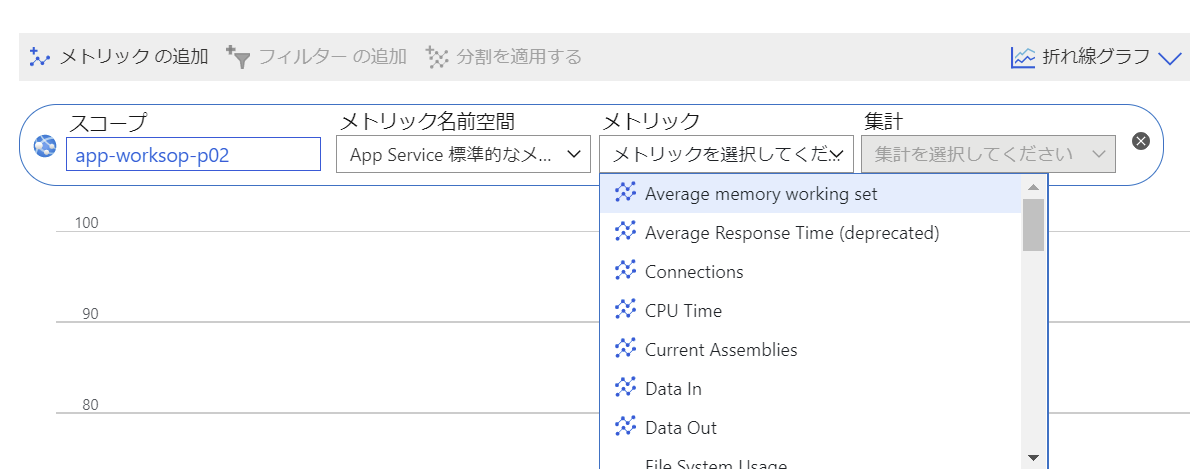 メトリック の追加 フィルター の追加 分割を適用する 折れ線グラフ
スコープ メトリック名前空間 メトリック 集計
app-worksop-p02 App Service 標準的なメ... メトリックを選択してくだ... 集計を選択してください
Average memory working set
100
Average Response Time (deprecated)
Connections
90
CPU Time
Current Assemblies
Data In
80
Data Out
File System Usage